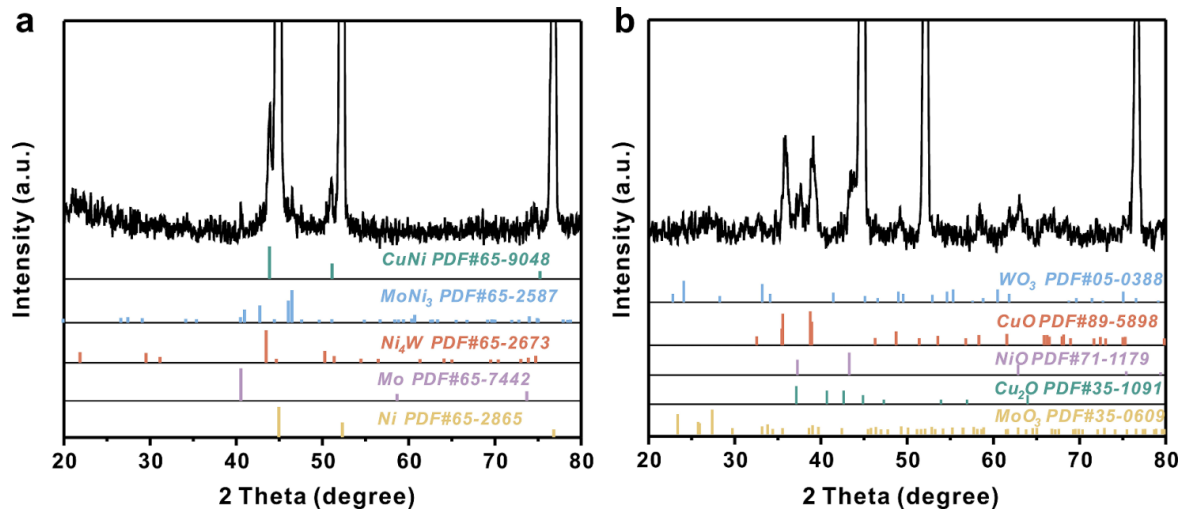 a
Intensity (a.u.)
CuNi PDF#65-9048
MoNi₃ PDF#65-2587
Ni₄W PDF#65-2673
Mo PDF#65-7442
Ni PDF#65-2865
20 30 40 50 60 70 80
2 Theta (degree)
b
Intensity (a.u.)
WO₃ PDF#05-0388
CuO PDF#89-5898
NiO PDF#71-1179
Cu₂O PDF#35-1091
MoO₃ PDF#35-0609
20 30 40 50 60 70 80
2 Theta (degree)